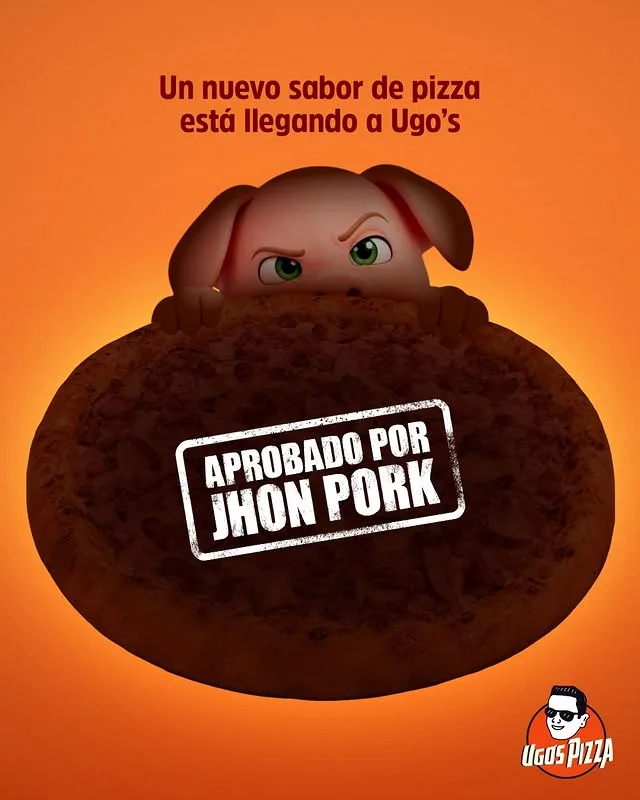 Un nuevo sabor de pizza
está llegando a Ugo's
APROBADO POR
JHON PORK
UGOS PIZZA